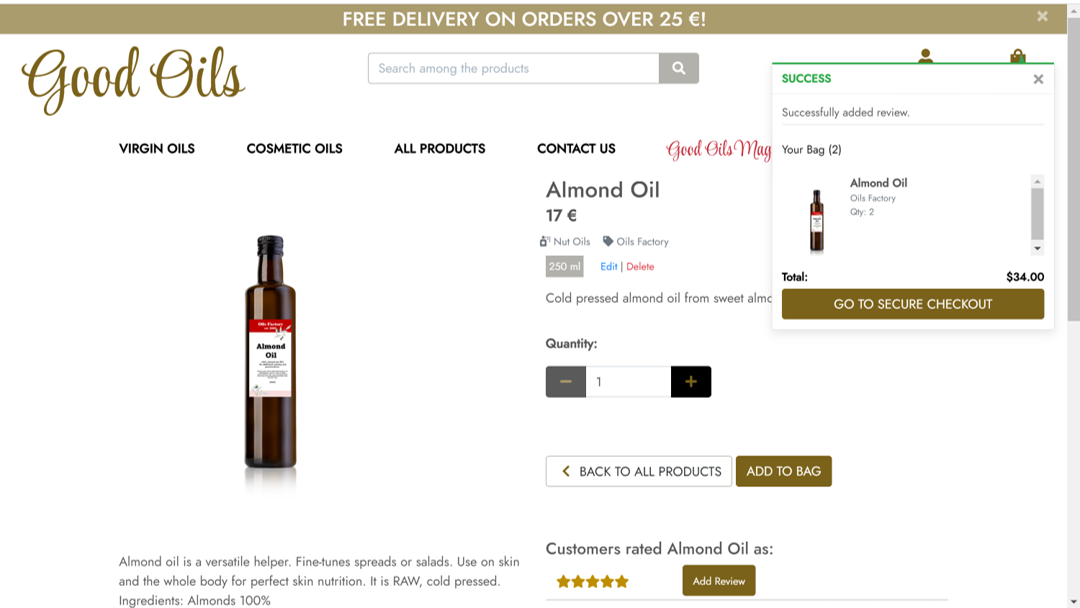 FREE DELIVERY ON ORDERS OVER 25 €!
Good Oils
Search among the products
VIRGIN OILS
COSMETIC OILS
ALL PRODUCTS
CONTACT US
Good Oils Mag
SUCCESS
Successfully added review.
Your Bag (2)
Almond Oil
Oils Factory
Qty: 2
Total:
$34.00
GO TO SECURE CHECKOUT
Almond Oil
17 €
Nut Oils
Oils Factory
250 ml
Edit | Delete
Cold pressed almond oil from sweet almo
Quantity:
1
BACK TO ALL PRODUCTS
ADD TO BAG
Oils Factory
Almond
Oil
Almond oil is a versatile helper. Fine-tunes spreads or salads. Use on skin
and the whole body for perfect skin nutrition. It is RAW, cold pressed.
Ingredients: Almonds 100%
Customers rated Almond Oil as:
Add Review